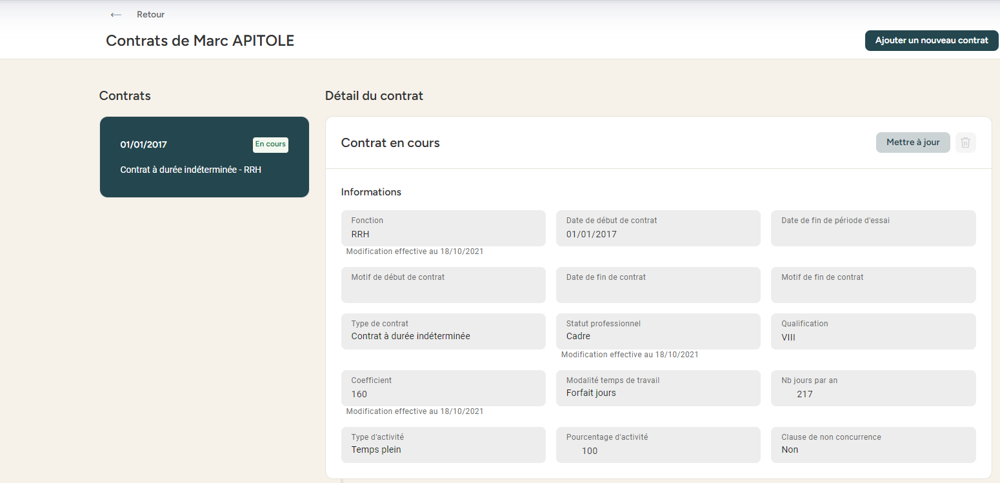 Retour
Contrats de Marc APITOLE
Ajouter un nouveau contrat
Contrats
01/01/2017
En cours
Contrat à durée indéterminée - RRH
Détail du contrat
Contrat en cours
Mettre à jour
Informations
Fonction
RRH
Modification effective au 18/10/2021
Date de début de contrat
01/01/2017
Date de fin de période d'essai
Motif de début de contrat
Date de fin de contrat
Motif de fin de contrat
Type de contrat
Contrat à durée indéterminée
Statut professionnel
Cadre
Modification effective au 18/10/2021
Qualification
VIII
Coefficient
160
Modification effective au 18/10/2021
Modalité temps de travail
Forfait jours
Nb jours par an
217
Type d'activité
Temps plein
Pourcentage d'activité
100
Clause de non concurrence
Non